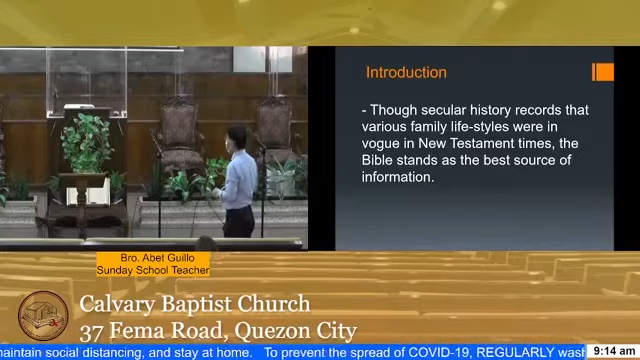 Introduction
- Though secular history records that
various family life-styles were in
vogue in New Testament times, the
Bible stands as the best source of
information.
Bro. Abet Guillo
Sunday School Teacher
Calvary Baptist Church
37 Fema Road, Quezon City
maintain social distancing, and stay at home. To prevent the spread of COVID-19, REGULARLY
9:14 am